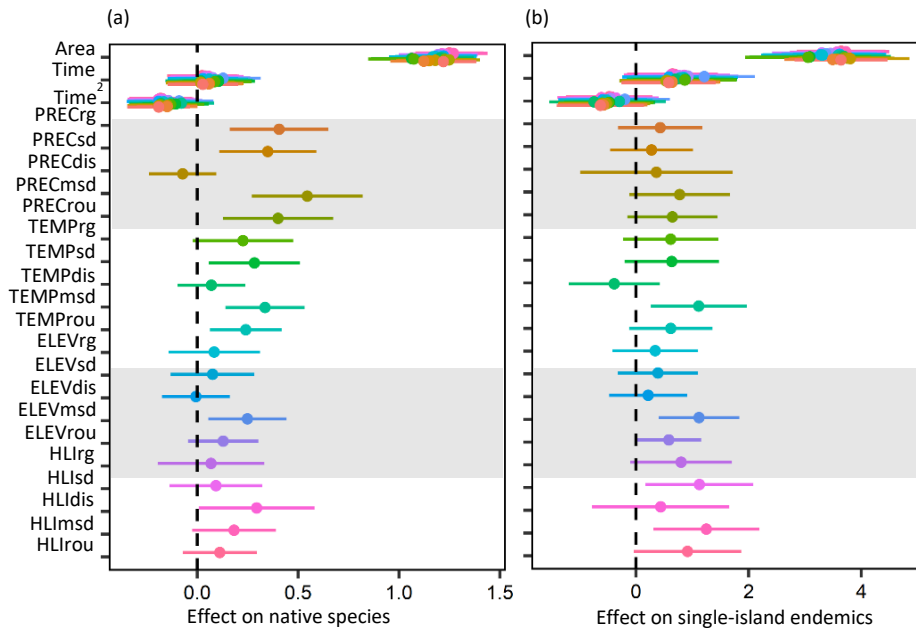 (a)
(b)
Area
Time
Time2
PRECrg
PRECsd
PRECdis
PRECmsd
PRECrou
TEMPrg
TEMPsd
TEMPdis
TEMPmsd
TEMProu
ELEVrg
ELEVsd
ELEVdis
ELEVmsd
ELEVrou
HLIrg
HLIsd
HLIdis
HLImsd
HLIrou
0.0 0.5 1.0 1.5
0 2 4
Effect on native species
Effect on single-island endemics